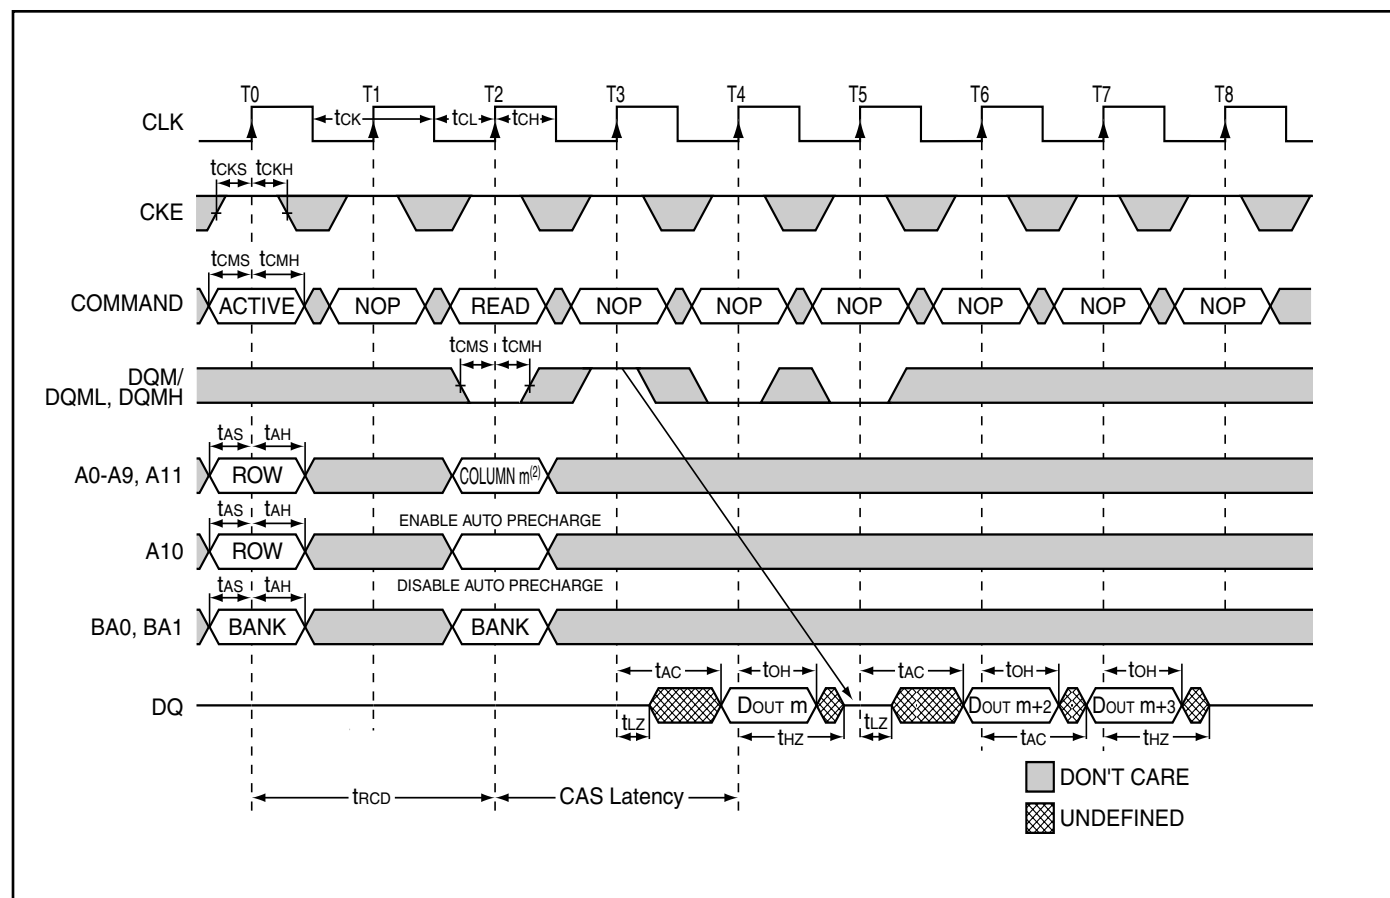 T0 T1 T2 T3 T4 T5 T6 T7 T8
CLK tCK tCL tCH
tCKS tCKH
CKE
tCMS tCMH
COMMAND ACTIVE NOP READ NOP NOP NOP NOP NOP NOP
tCMS tCMH
DQM/
DQML, DQMH
tAS tAH
A0-A9, A11 ROW COLUMN m(2)
tAS tAH ENABLE AUTO PRECHARGE
A10 ROW
tAS tAH DISABLE AUTO PRECHARGE
BA0, BA1 BANK BANK
tAC tOH tAC tOH tOH
DQ DOUT m DOUT m+2 DOUT m+3
tLZ tHZ tLZ tAC tHZ
DON'T CARE
tRCD CAS Latency
UNDEFINED